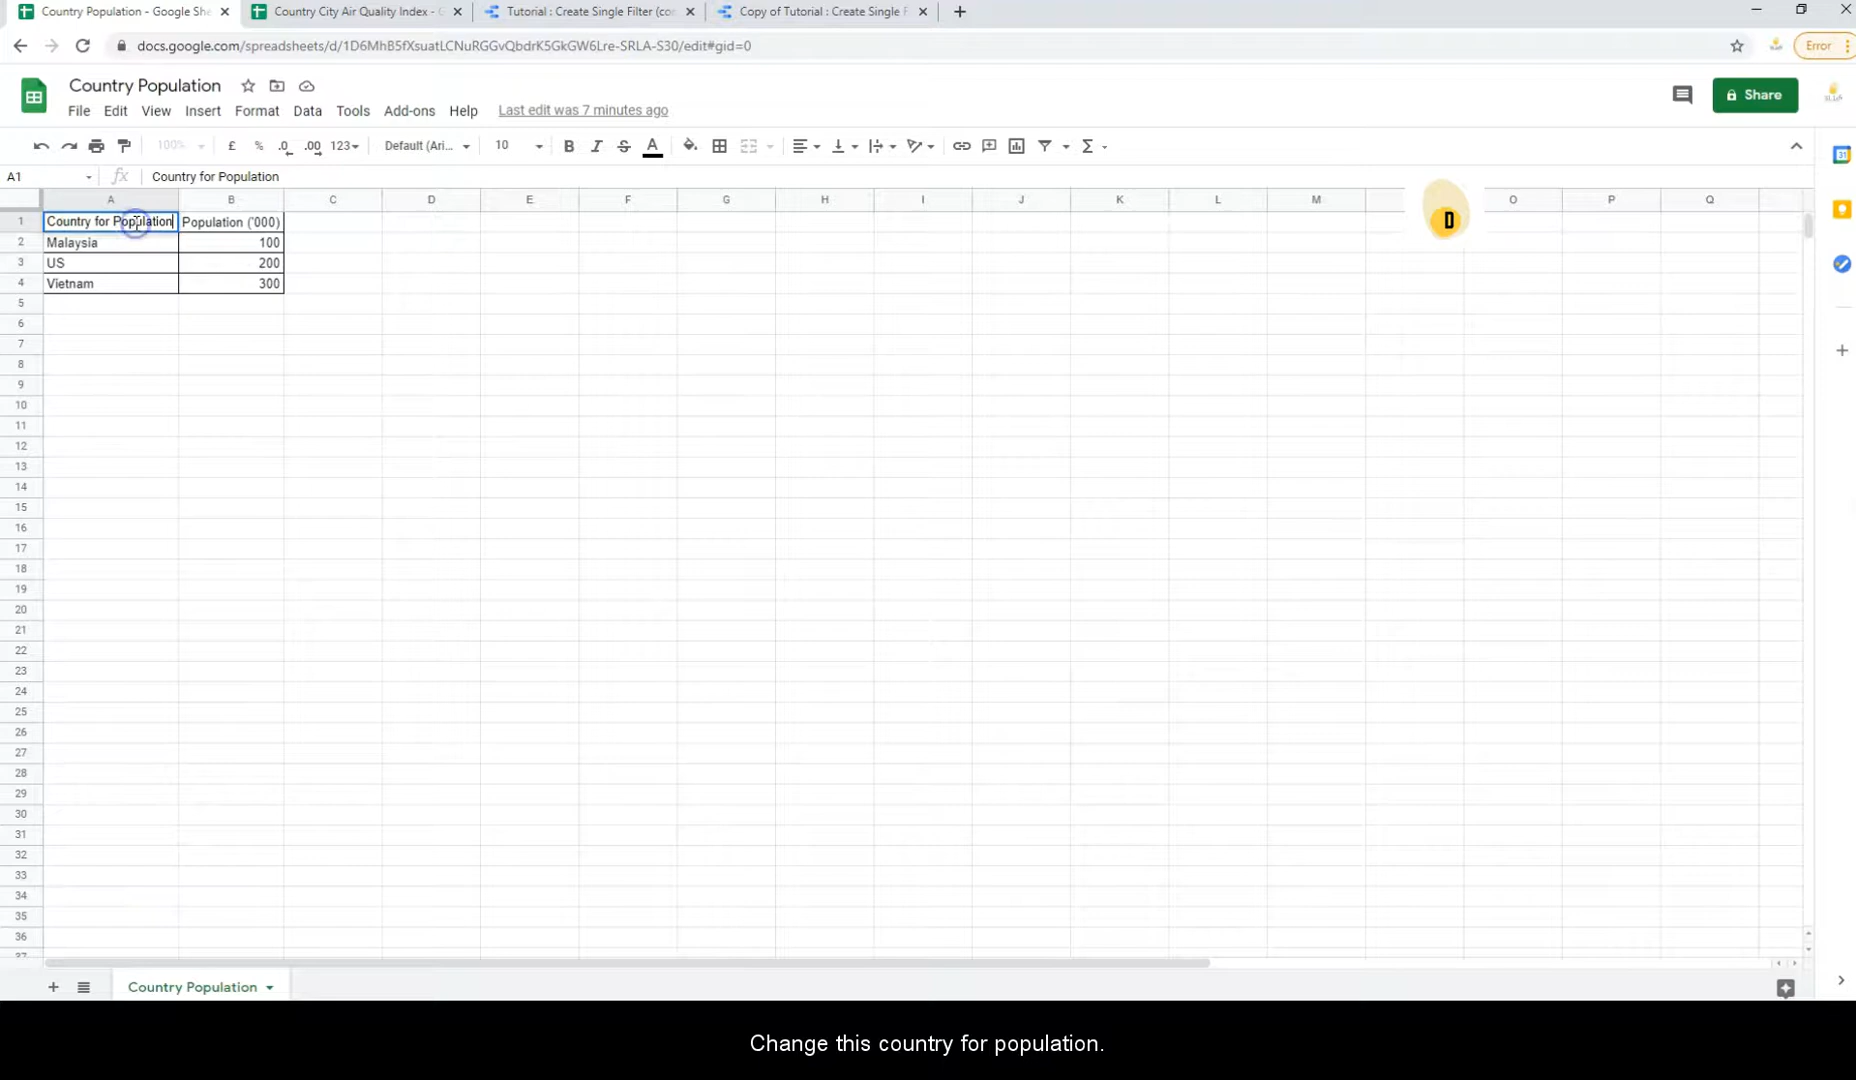 Country Population - Google She
Country City Air Quality Index - G
Tutorial : Create Single Filter (con
Copy of Tutorial : Create Single F
docs.google.com/spreadsheets/d/1D6MhB5fXsuatLCNuRGGvQbdrK5GkGW6Lre-SRLA-S30/edit#gid=0
Error
Country Population
File Edit View Insert Format Data Tools Add-ons Help Last edit was 7 minutes ago
Share
100% £ % .0 .00 123 Default (Ari... 10 B I S A Σ
A1 fx Country for Population
A B C D E F G H I J K L M O P Q
1 Country for Population Population ('000)
2 Malaysia 100
3 US 200
4 Vietnam 300
5
6
7
8
9
10
11
12
13
14
15
16
17
18
19
20
21
22
23
24
25
26
27
28
29
30
31
32
33
34
35
36
37
D
31
Country Population
Change this country for population.